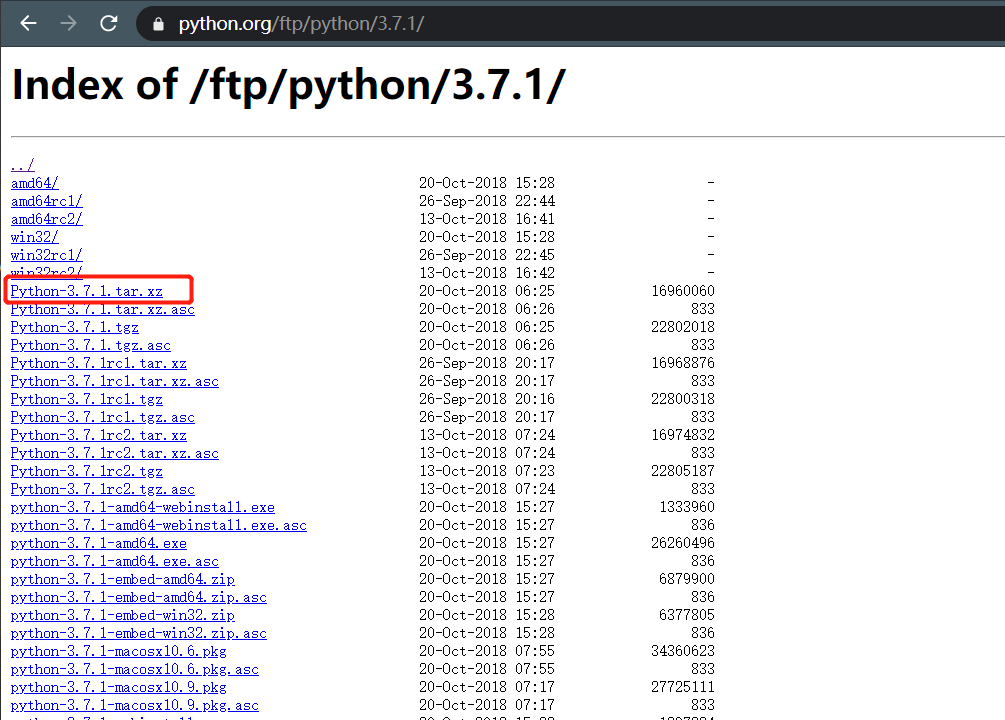 python.org/ftp/python/3.7.1/
Index of /ftp/python/3.7.1/
../
amd64/ 20-Oct-2018 15:28 -
amd64rc1/ 26-Sep-2018 22:44 -
amd64rc2/ 13-Oct-2018 16:41 -
win32/ 20-Oct-2018 15:28 -
win32rc1/ 26-Sep-2018 22:45 -
win32rc2/ 13-Oct-2018 16:42 -
Python-3.7.1.tar.xz 20-Oct-2018 06:25 16960060
Python-3.7.1.tar.xz.asc 20-Oct-2018 06:26 833
Python-3.7.1.tgz 20-Oct-2018 06:25 22802018
Python-3.7.1.tgz.asc 20-Oct-2018 06:26 833
Python-3.7.1rc1.tar.xz 26-Sep-2018 20:17 16968876
Python-3.7.1rc1.tar.xz.asc 26-Sep-2018 20:17 833
Python-3.7.1rc1.tgz 26-Sep-2018 20:16 22800318
Python-3.7.1rc1.tgz.asc 26-Sep-2018 20:17 833
Python-3.7.1rc2.tar.xz 13-Oct-2018 07:24 16974832
Python-3.7.1rc2.tar.xz.asc 13-Oct-2018 07:24 833
Python-3.7.1rc2.tgz 13-Oct-2018 07:23 22805187
Python-3.7.1rc2.tgz.asc 13-Oct-2018 07:24 833
python-3.7.1-amd64-webinstall.exe 20-Oct-2018 15:27 1333960
python-3.7.1-amd64-webinstall.exe.asc 20-Oct-2018 15:27 836
python-3.7.1-amd64.exe 20-Oct-2018 15:27 26260496
python-3.7.1-amd64.exe.asc 20-Oct-2018 15:27 836
python-3.7.1-embed-amd64.zip 20-Oct-2018 15:27 6879900
python-3.7.1-embed-amd64.zip.asc 20-Oct-2018 15:27 836
python-3.7.1-embed-win32.zip 20-Oct-2018 15:28 6377805
python-3.7.1-embed-win32.zip.asc 20-Oct-2018 15:28 836
python-3.7.1-macosx10.6.pkg 20-Oct-2018 07:55 34360623
python-3.7.1-macosx10.6.pkg.asc 20-Oct-2018 07:55 833
python-3.7.1-macosx10.9.pkg 20-Oct-2018 07:17 27725111
python-3.7.1-macosx10.9.pkg.asc 20-Oct-2018 07:17 833